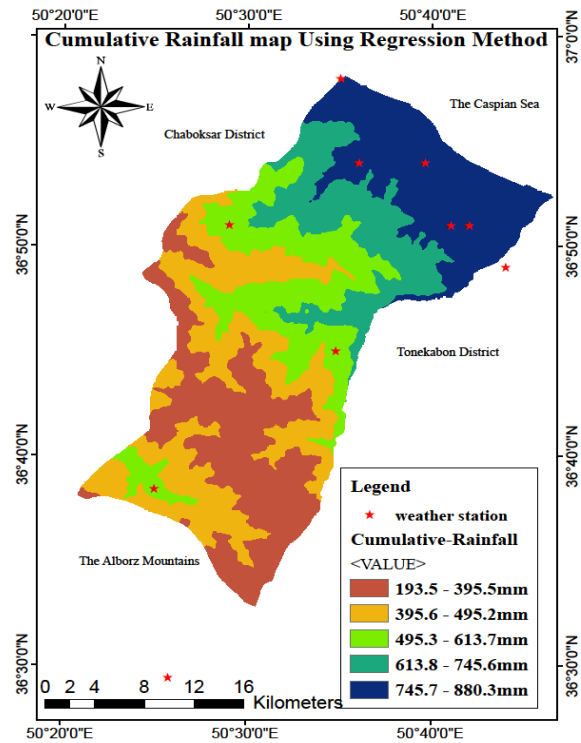 50°20'0"E 50°30'0"E 50°40'0"E
Cumulative Rainfall map Using Regression Method
37°0'0"N
N
W E
S
The Caspian Sea
Chaboksar District
36°50'0"N 36°50'0"N
Tonekabon District
36°40'0"N 36°40'0"N
Legend
weather station
Cumulative-Rainfall
<VALUE>
The Alborz Mountains
193.5 - 395.5mm
395.6 - 495.2mm
495.3 - 613.7mm
613.8 - 745.6mm
745.7 - 880.3mm
36°30'0"N 36°30'0"N
0 2 4 8 12 16
Kilometers
50°20'0"E 50°30'0"E 50°40'0"E